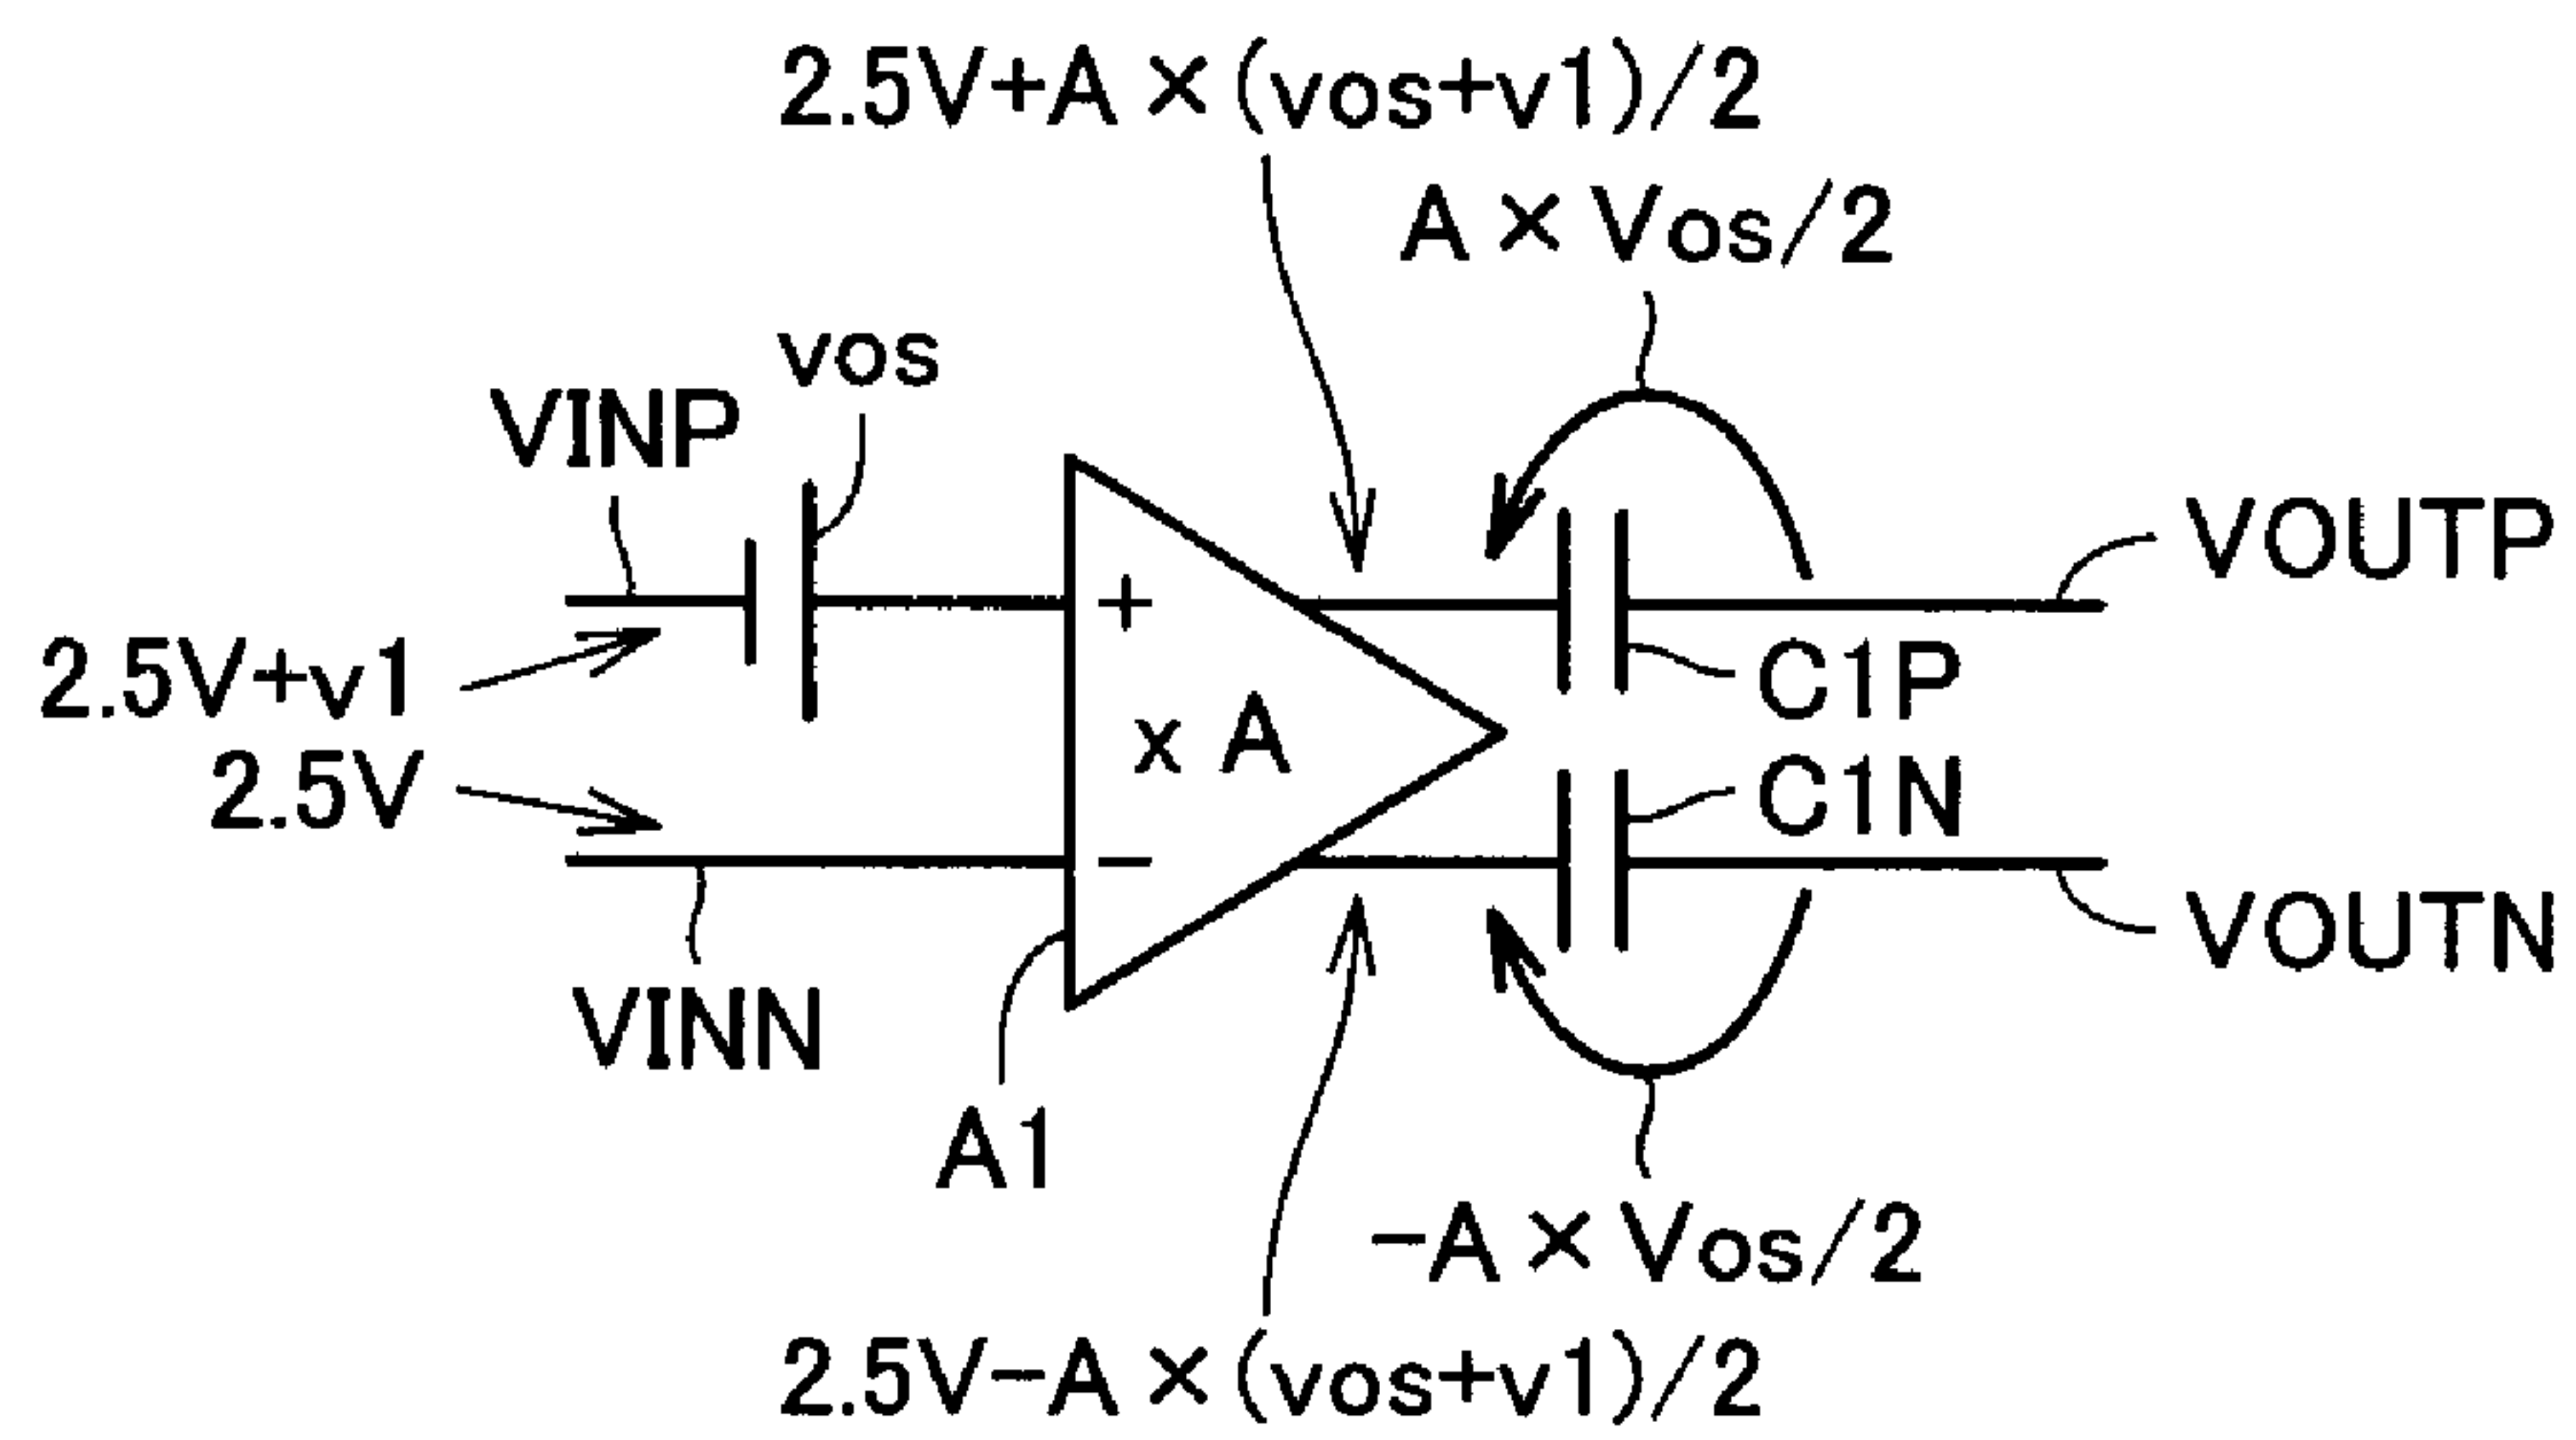 2.5V+A×(vos+v1)/2
A×Vos/2
vos
VINP
VOUTP
+
2.5V+v1
C1P
x A
2.5V
C1N
−
VOUTN
VINN
A1
−A×Vos/2
2.5V−A×(vos+v1)/2